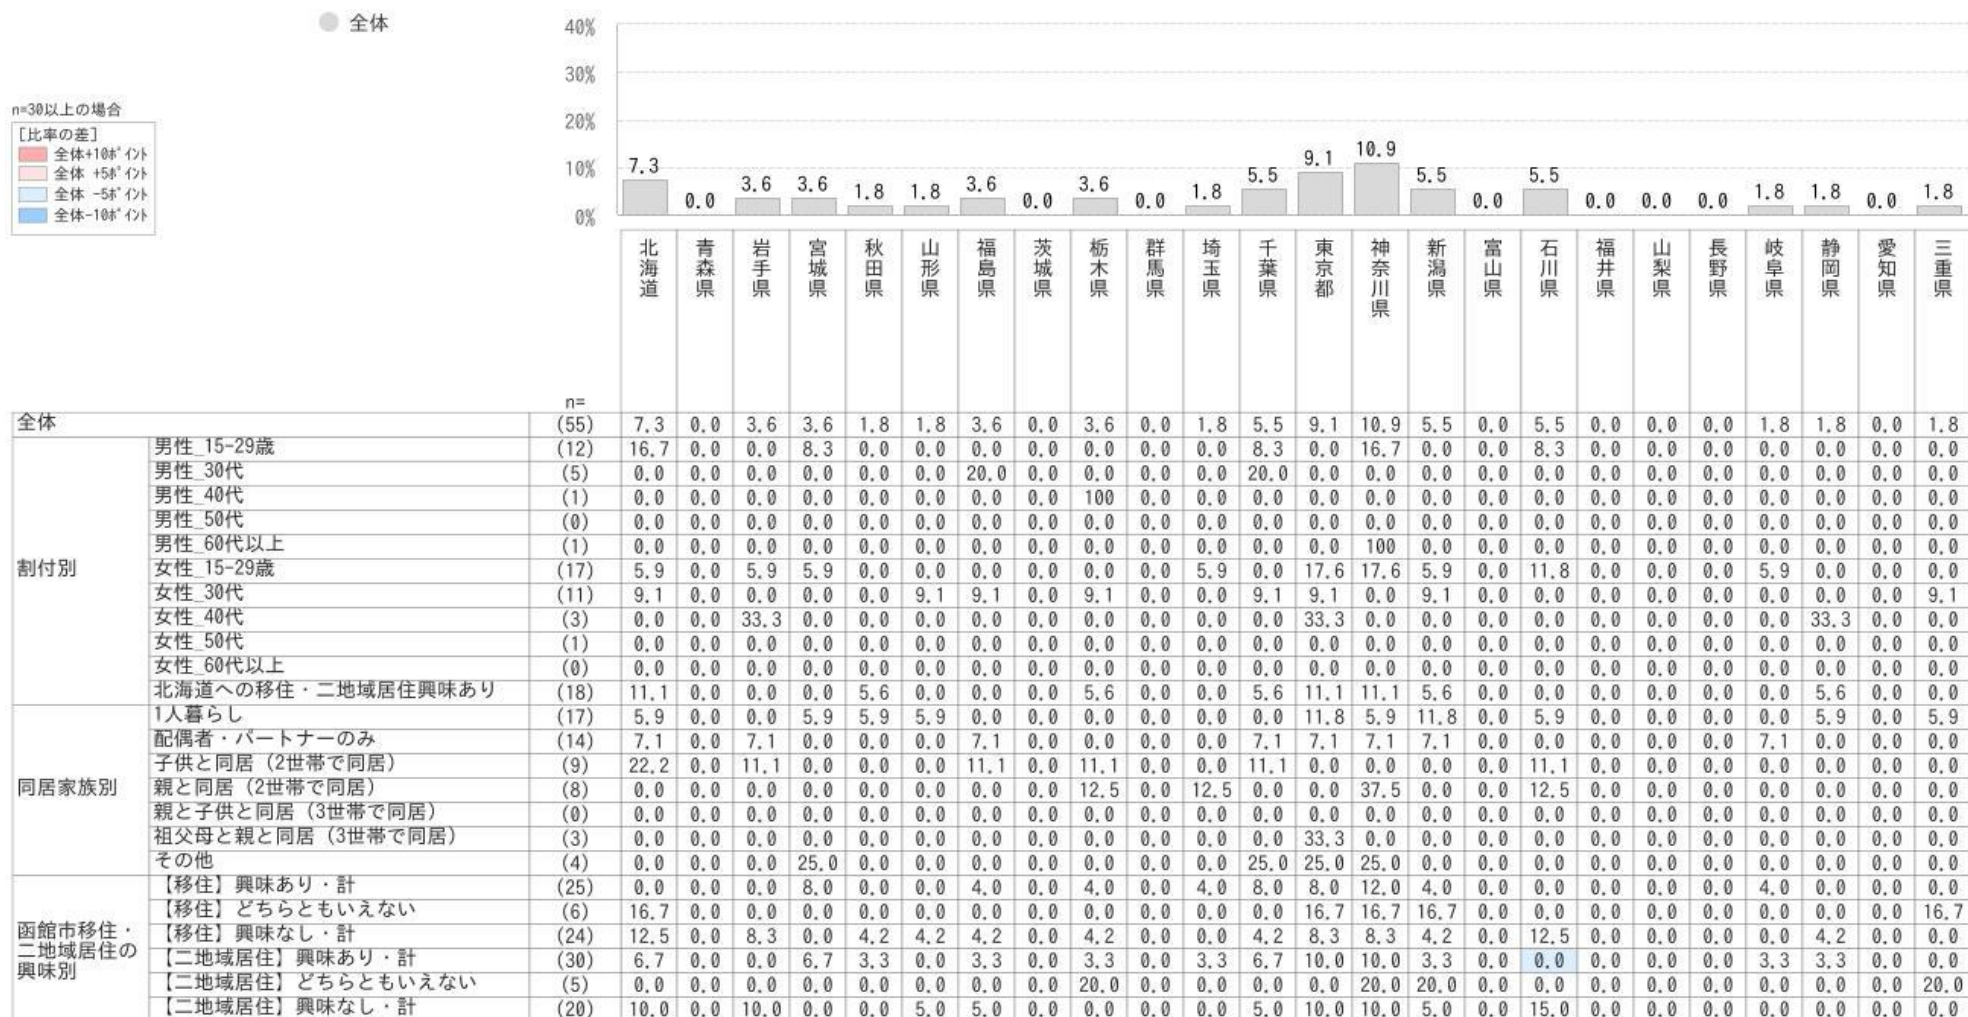 全体
40%
30%
20%
10%
0%
n=30以上の場合
[比率の差]
全体+10ﾎﾟｲﾝﾄ
全体 +5ﾎﾟｲﾝﾄ
全体 -5ﾎﾟｲﾝﾄ
全体-10ﾎﾟｲﾝﾄ
7.3 0.0 3.6 3.6 1.8 1.8 3.6 0.0 3.6 0.0 1.8 5.5 9.1 10.9 5.5 0.0 5.5 0.0 0.0 0.0 1.8 1.8 0.0 1.8
北海道 青森県 岩手県 宮城県 秋田県 山形県 福島県 茨城県 栃木県 群馬県 埼玉県 千葉県 東京都 神奈川県 新潟県 富山県 石川県 福井県 山梨県 長野県 岐阜県 静岡県 愛知県 三重県
n=
全体 (55) 7.3 0.0 3.6 3.6 1.8 1.8 3.6 0.0 3.6 0.0 1.8 5.5 9.1 10.9 5.5 0.0 5.5 0.0 0.0 0.0 1.8 1.8 0.0 1.8
割付別
男性_15-29歳 (12) 16.7 0.0 0.0 8.3 0.0 0.0 0.0 0.0 0.0 0.0 0.0 8.3 0.0 16.7 0.0 0.0 8.3 0.0 0.0 0.0 0.0 0.0 0.0 0.0
男性_30代 (5) 0.0 0.0 0.0 0.0 0.0 0.0 20.0 0.0 0.0 0.0 0.0 20.0 0.0 0.0 0.0 0.0 0.0 0.0 0.0 0.0 0.0 0.0 0.0 0.0
男性_40代 (1) 0.0 0.0 0.0 0.0 0.0 0.0 0.0 0.0 100 0.0 0.0 0.0 0.0 0.0 0.0 0.0 0.0 0.0 0.0 0.0 0.0 0.0 0.0 0.0
男性_50代 (0) 0.0 0.0 0.0 0.0 0.0 0.0 0.0 0.0 0.0 0.0 0.0 0.0 0.0 0.0 0.0 0.0 0.0 0.0 0.0 0.0 0.0 0.0 0.0 0.0
男性_60代以上 (1) 0.0 0.0 0.0 0.0 0.0 0.0 0.0 0.0 0.0 0.0 0.0 0.0 0.0 100 0.0 0.0 0.0 0.0 0.0 0.0 0.0 0.0 0.0 0.0
女性_15-29歳 (17) 5.9 0.0 5.9 5.9 0.0 0.0 0.0 0.0 0.0 0.0 5.9 0.0 17.6 17.6 5.9 0.0 11.8 0.0 0.0 0.0 5.9 0.0 0.0 0.0
女性_30代 (11) 9.1 0.0 0.0 0.0 0.0 9.1 9.1 0.0 9.1 0.0 0.0 9.1 9.1 0.0 9.1 0.0 0.0 0.0 0.0 0.0 0.0 0.0 0.0 9.1
女性_40代 (3) 0.0 0.0 33.3 0.0 0.0 0.0 0.0 0.0 0.0 0.0 0.0 0.0 33.3 0.0 0.0 0.0 0.0 0.0 0.0 0.0 0.0 33.3 0.0 0.0
女性_50代 (1) 0.0 0.0 0.0 0.0 0.0 0.0 0.0 0.0 0.0 0.0 0.0 0.0 0.0 0.0 0.0 0.0 0.0 0.0 0.0 0.0 0.0 0.0 0.0 0.0
女性_60代以上 (0) 0.0 0.0 0.0 0.0 0.0 0.0 0.0 0.0 0.0 0.0 0.0 0.0 0.0 0.0 0.0 0.0 0.0 0.0 0.0 0.0 0.0 0.0 0.0 0.0
北海道への移住・二地域居住興味あり (18) 11.1 0.0 0.0 0.0 5.6 0.0 0.0 0.0 5.6 0.0 0.0 5.6 11.1 11.1 5.6 0.0 0.0 0.0 0.0 0.0 0.0 5.6 0.0 0.0
同居家族別
1人暮らし (17) 5.9 0.0 0.0 5.9 5.9 5.9 0.0 0.0 0.0 0.0 0.0 0.0 11.8 5.9 11.8 0.0 5.9 0.0 0.0 0.0 0.0 5.9 0.0 5.9
配偶者・パートナーのみ (14) 7.1 0.0 7.1 0.0 0.0 0.0 7.1 0.0 0.0 0.0 0.0 7.1 7.1 7.1 7.1 0.0 0.0 0.0 0.0 0.0 7.1 0.0 0.0 0.0
子供と同居（2世帯で同居） (9) 22.2 0.0 11.1 0.0 0.0 0.0 11.1 0.0 11.1 0.0 0.0 11.1 0.0 0.0 0.0 0.0 11.1 0.0 0.0 0.0 0.0 0.0 0.0 0.0
親と同居（2世帯で同居） (8) 0.0 0.0 0.0 0.0 0.0 0.0 0.0 0.0 12.5 0.0 12.5 0.0 0.0 37.5 0.0 0.0 12.5 0.0 0.0 0.0 0.0 0.0 0.0 0.0
親と子供と同居（3世帯で同居） (0) 0.0 0.0 0.0 0.0 0.0 0.0 0.0 0.0 0.0 0.0 0.0 0.0 0.0 0.0 0.0 0.0 0.0 0.0 0.0 0.0 0.0 0.0 0.0 0.0
祖父母と親と同居（3世帯で同居） (3) 0.0 0.0 0.0 0.0 0.0 0.0 0.0 0.0 0.0 0.0 0.0 0.0 33.3 0.0 0.0 0.0 0.0 0.0 0.0 0.0 0.0 0.0 0.0 0.0
その他 (4) 0.0 0.0 0.0 25.0 0.0 0.0 0.0 0.0 0.0 0.0 0.0 25.0 25.0 25.0 0.0 0.0 0.0 0.0 0.0 0.0 0.0 0.0 0.0 0.0
函館市移住・
二地域居住の
興味別
【移住】興味あり・計 (25) 0.0 0.0 0.0 8.0 0.0 0.0 4.0 0.0 4.0 0.0 4.0 8.0 8.0 12.0 4.0 0.0 0.0 0.0 0.0 0.0 4.0 0.0 0.0 0.0
【移住】どちらともいえない (6) 16.7 0.0 0.0 0.0 0.0 0.0 0.0 0.0 0.0 0.0 0.0 0.0 16.7 16.7 16.7 0.0 0.0 0.0 0.0 0.0 0.0 0.0 0.0 16.7
【移住】興味なし・計 (24) 12.5 0.0 8.3 0.0 4.2 4.2 4.2 0.0 4.2 0.0 0.0 4.2 8.3 8.3 4.2 0.0 12.5 0.0 0.0 0.0 0.0 4.2 0.0 0.0
【二地域居住】興味あり・計 (30) 6.7 0.0 0.0 6.7 3.3 0.0 3.3 0.0 3.3 0.0 3.3 6.7 10.0 10.0 3.3 0.0 0.0 0.0 0.0 0.0 3.3 3.3 0.0 0.0
【二地域居住】どちらともいえない (5) 0.0 0.0 0.0 0.0 0.0 0.0 0.0 0.0 20.0 0.0 0.0 0.0 0.0 20.0 20.0 0.0 0.0 0.0 0.0 0.0 0.0 0.0 0.0 20.0
【二地域居住】興味なし・計 (20) 10.0 0.0 10.0 0.0 0.0 5.0 5.0 0.0 0.0 0.0 0.0 5.0 10.0 10.0 5.0 0.0 15.0 0.0 0.0 0.0 0.0 0.0 0.0 0.0